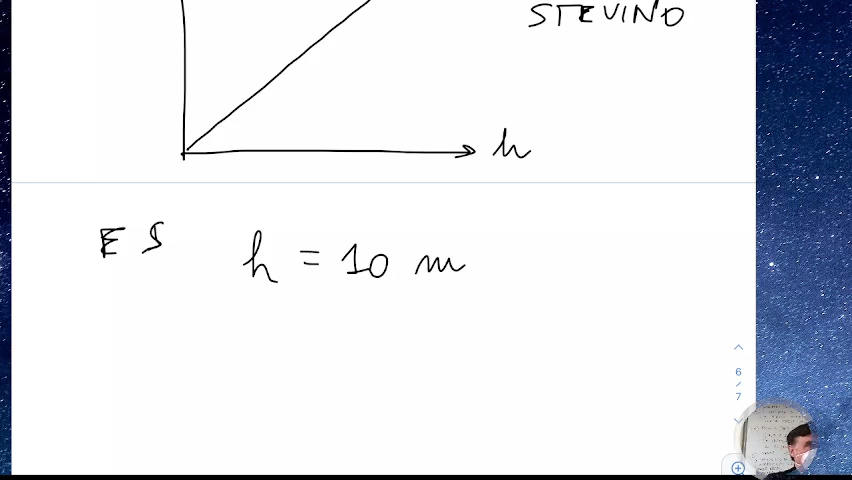 STEVINO
h
ES h = 10 m
6
/
7